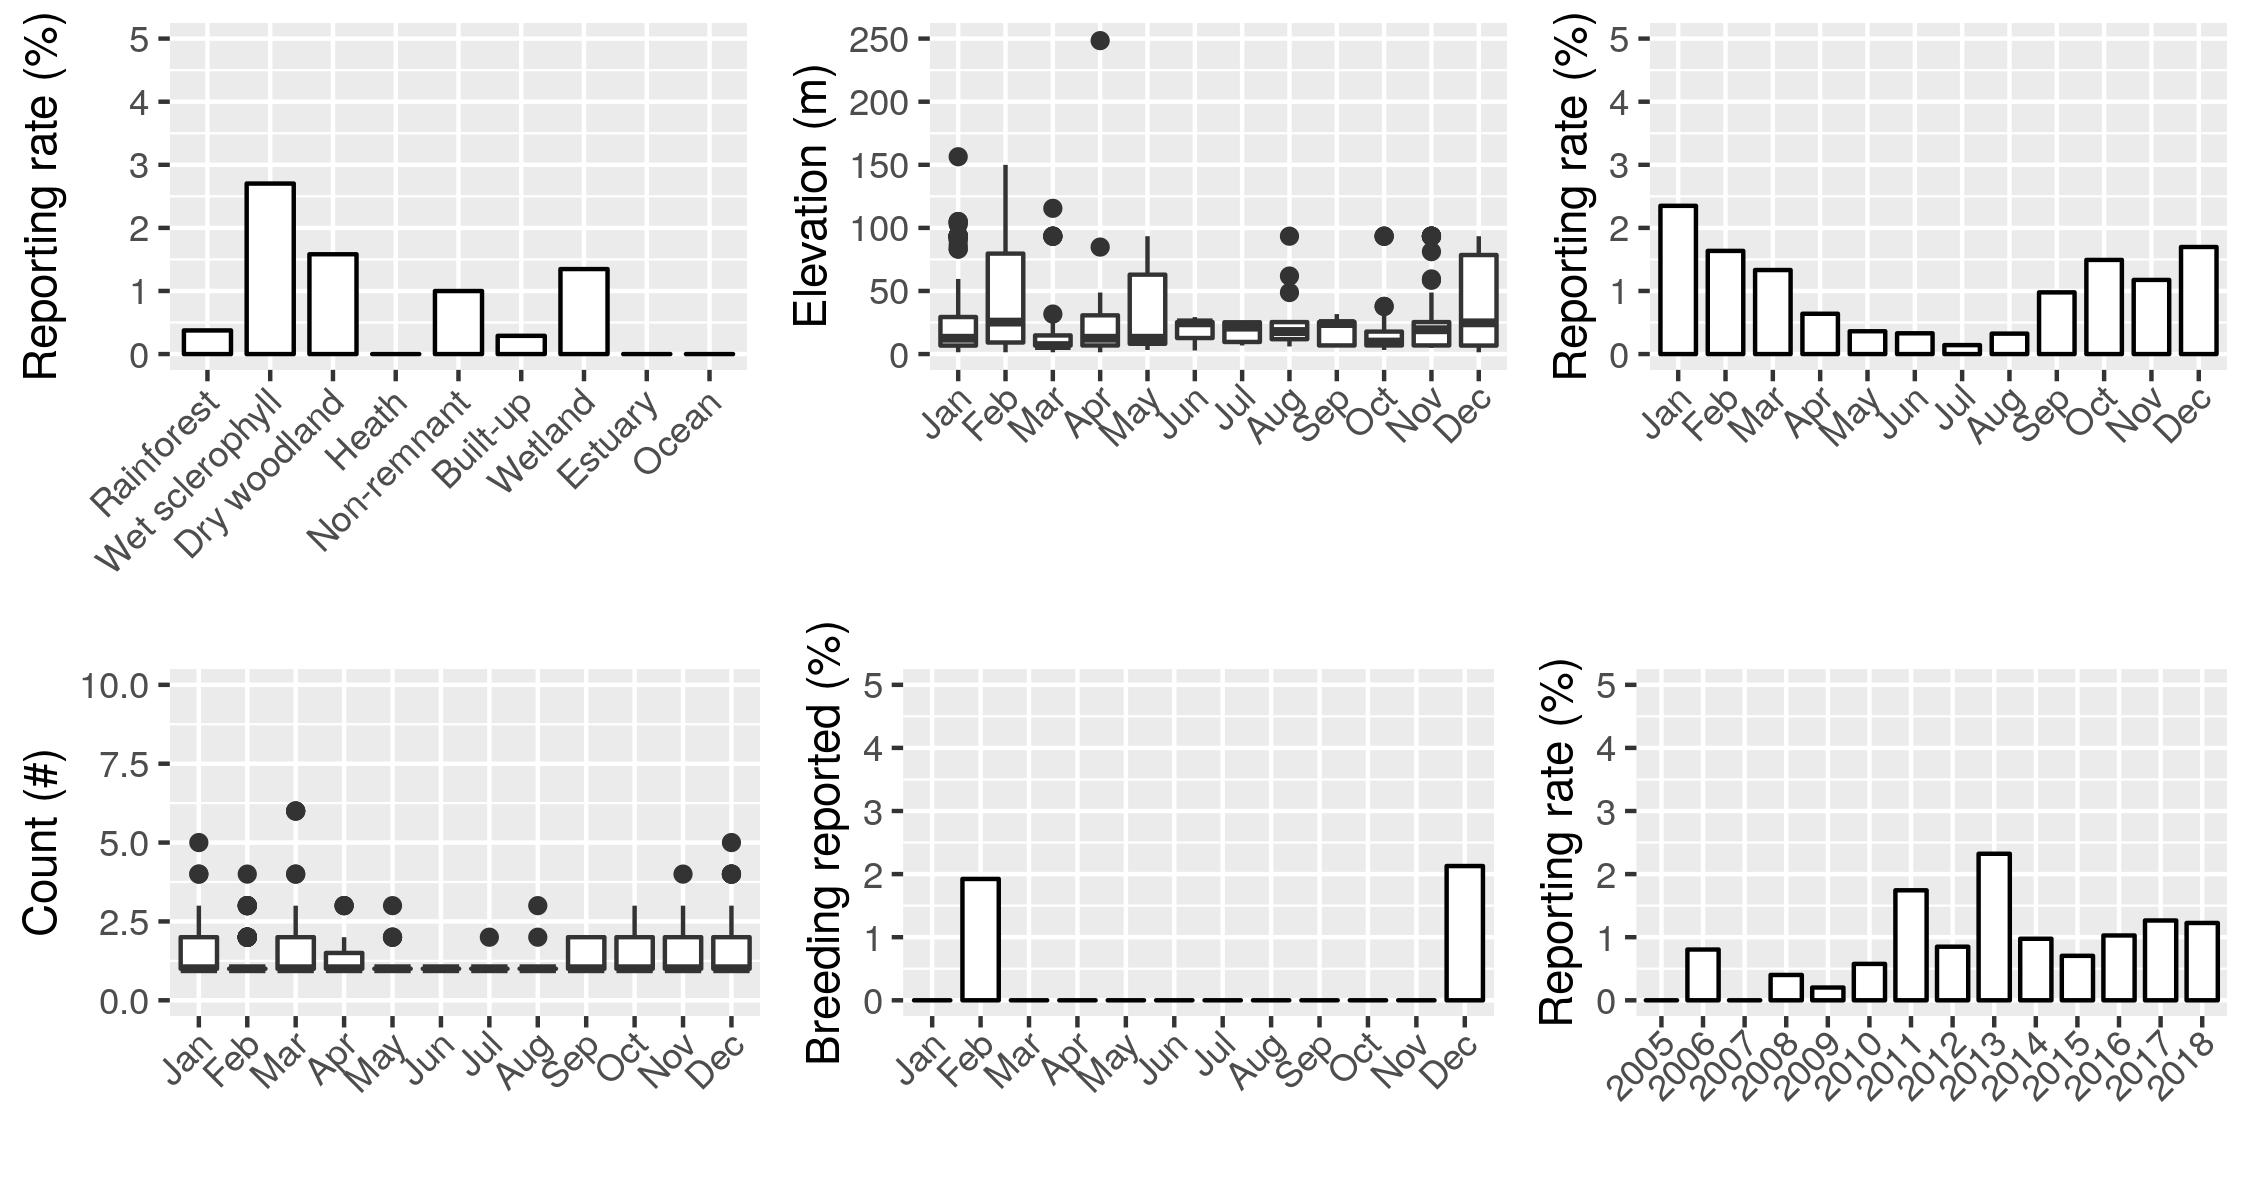 Reporting rate (%)
5
4
3
2
1
0
Rainforest
Wet sclerophyll
Dry woodland
Heath
Non-remnant
Built-up
Wetland
Estuary
Ocean
Elevation (m)
250
200
150
100
50
0
Jan
Feb
Mar
Apr
May
Jun
Jul
Aug
Sep
Oct
Nov
Dec
Reporting rate (%)
5
4
3
2
1
0
Jan
Feb
Mar
Apr
May
Jun
Jul
Aug
Sep
Oct
Nov
Dec
Count (#)
10.0
7.5
5.0
2.5
0.0
Jan
Feb
Mar
Apr
May
Jun
Jul
Aug
Sep
Oct
Nov
Dec
Breeding reported (%)
5
4
3
2
1
0
Jan
Feb
Mar
Apr
May
Jun
Jul
Aug
Sep
Oct
Nov
Dec
Reporting rate (%)
5
4
3
2
1
0
2005
2006
2007
2008
2009
2010
2011
2012
2013
2014
2015
2016
2017
2018